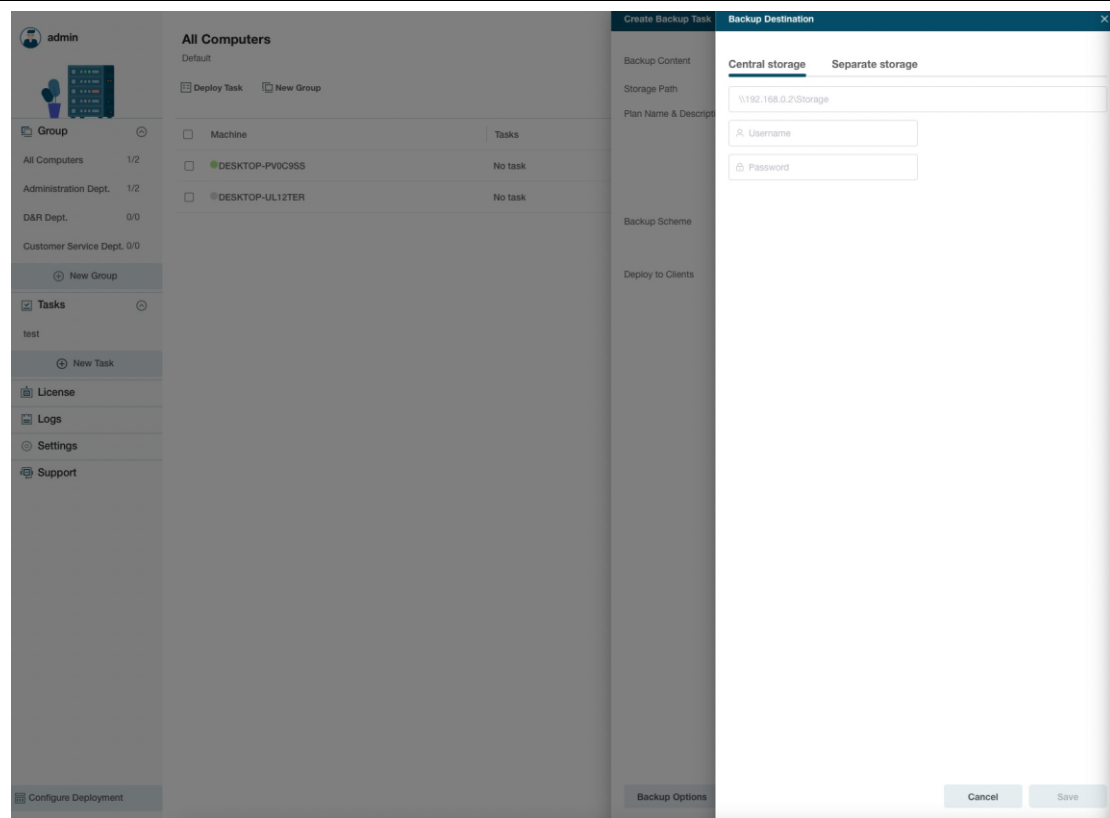 admin
Group
All Computers 1/2
Administration Dept. 1/2
D&R Dept. 0/0
Customer Service Dept. 0/0
New Group
Tasks
test
New Task
License
Logs
Settings
Support
Configure Deployment
All Computers
Default
Deploy Task New Group
Machine Tasks
DESKTOP-PV0C9SS No task
DESKTOP-UL12TER No task
Create Backup Task
Backup Content
Storage Path
Plan Name & Descripti
Backup Scheme
Deploy to Clients
Backup Options
Backup Destination
Central storage Separate storage
\\192.168.0.2\Storage
Username
Password
Cancel Save